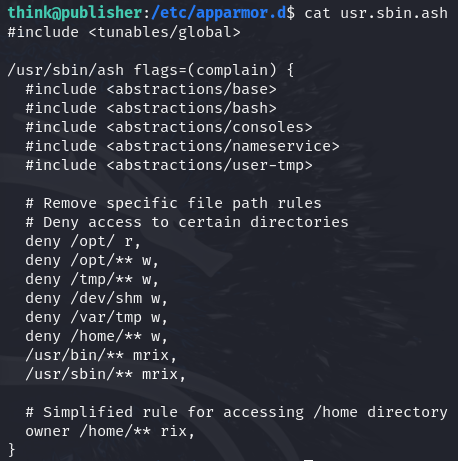 think@publisher:/etc/apparmor.d$ cat usr.sbin.ash
#include <tunables/global>
/usr/sbin/ash flags=(complain) {
  #include <abstractions/base>
  #include <abstractions/bash>
  #include <abstractions/consoles>
  #include <abstractions/nameservice>
  #include <abstractions/user-tmp>
  # Remove specific file path rules
  # Deny access to certain directories
  deny /opt/ r,
  deny /opt/** w,
  deny /tmp/** w,
  deny /dev/shm w,
  deny /var/tmp w,
  deny /home/** w,
  /usr/bin/** mrix,
  /usr/sbin/** mrix,
  # Simplified rule for accessing /home directory
  owner /home/** rix,
}